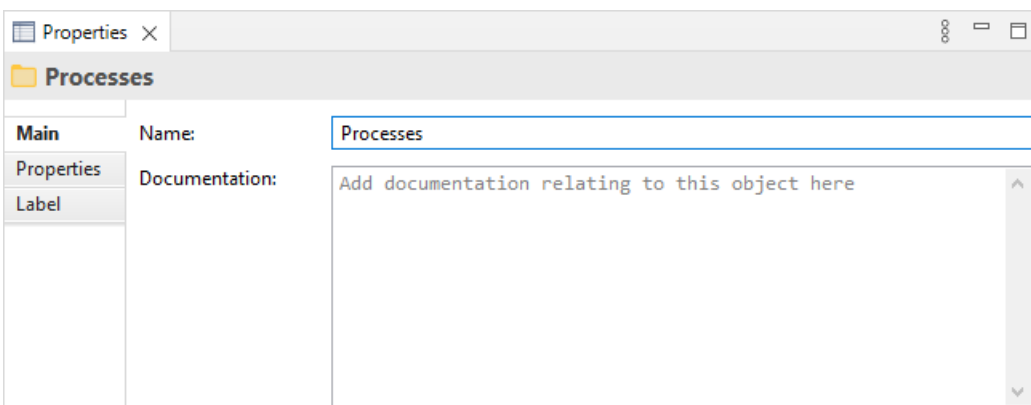 Properties
Processes
Main
Name:
Processes
Properties
Documentation:
Add documentation relating to this object here
Label